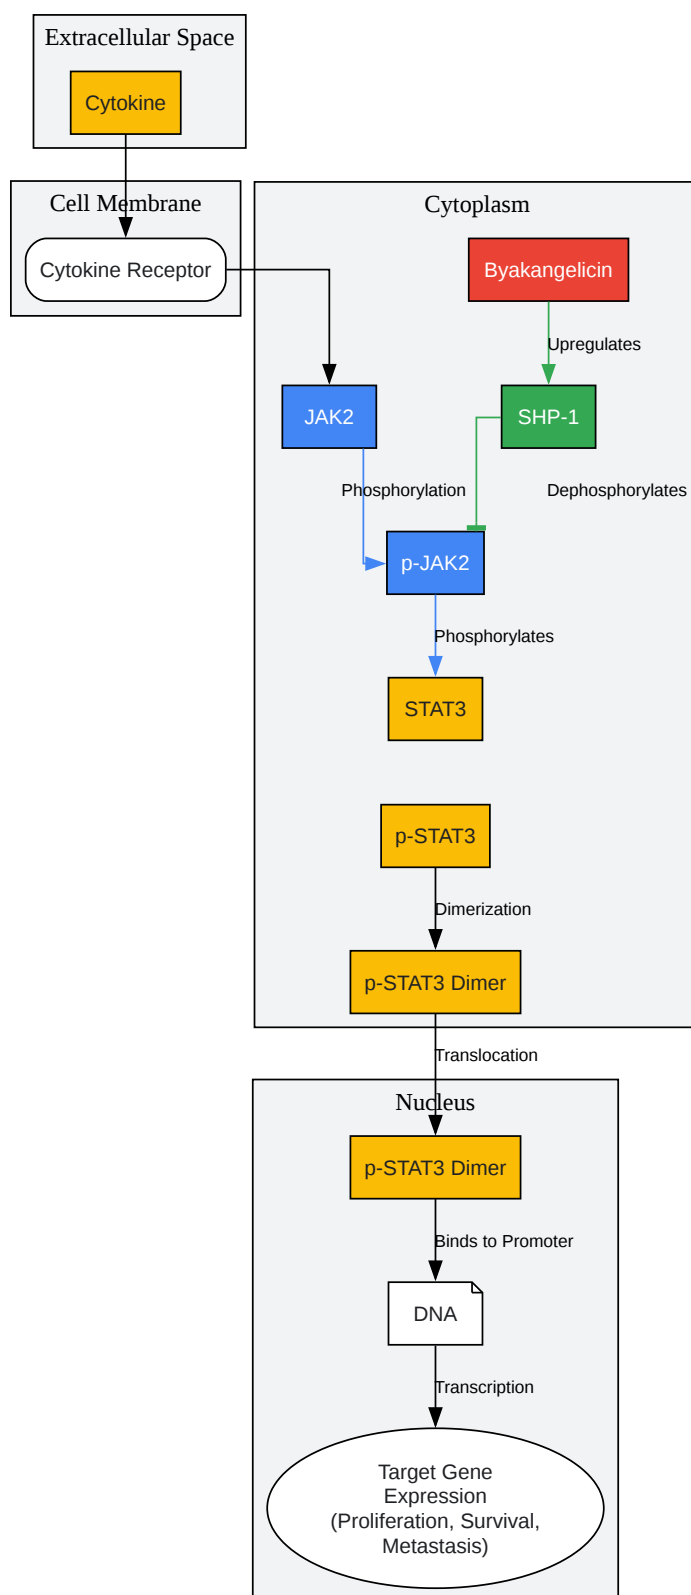 Extracellular Space
Cytokine
Cell Membrane
Cytokine Receptor
Cytoplasm
Byakangelicin
Upregulates
JAK2
SHP-1
Phosphorylation
Dephosphorylates
p-JAK2
Phosphorylates
STAT3
p-STAT3
Dimerization
p-STAT3 Dimer
Translocation
Nucleus
p-STAT3 Dimer
Binds to Promoter
DNA
Transcription
Target Gene
Expression
(Proliferation, Survival,
Metastasis)